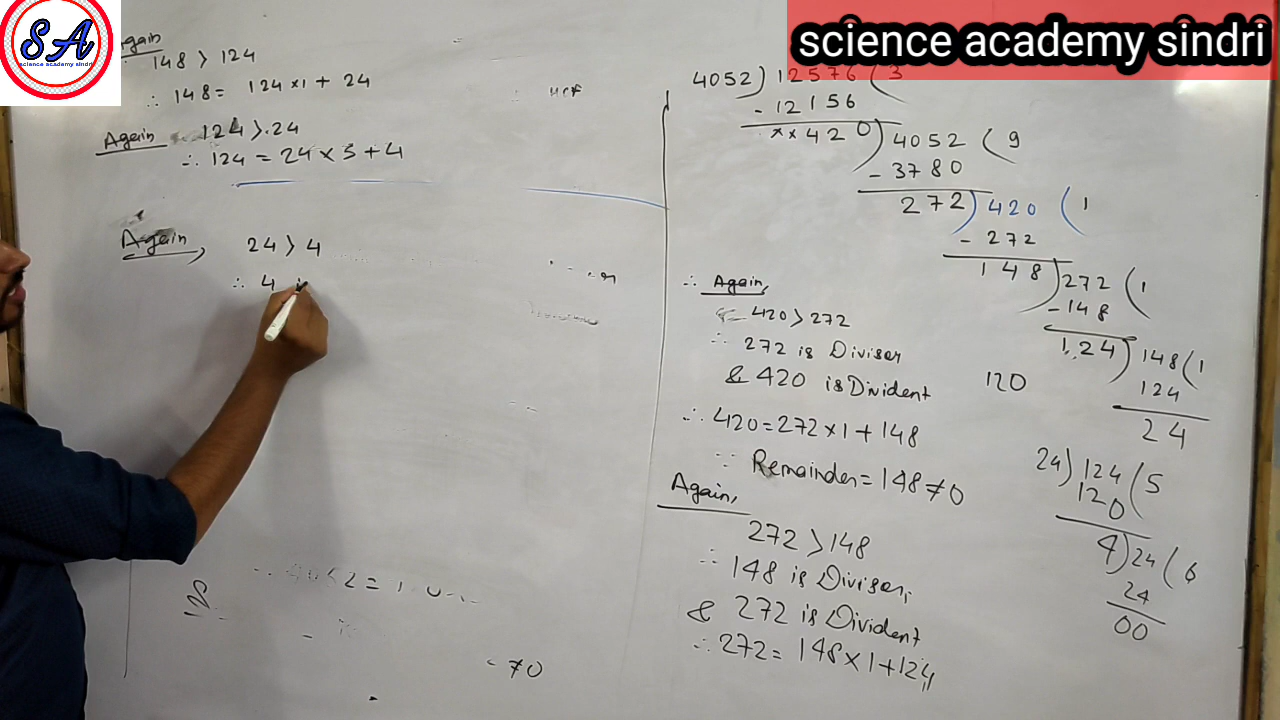 SA
science academy sindri
science academy sindri
Again
∵ 148 > 124
∴ 148 = 124 × 1 + 24
Again 124 > 24
∴ 124 = 24 × 5 + 4
Again, 24 > 4
∴ 4
≠0
4052 ) 12576 ( 3
- 12156
××420 ) 4052 ( 9
- 3780
272 ) 420 ( 1
- 272
148 ) 272 ( 1
- 148
124 ) 148 ( 1
124
24
24 ) 124 ( 5
120
4 ) 24 ( 6
24
00
120
∴ Again,
420 > 272
∴ 272 is Diviser
& 420 is Divident
∴ 420 = 272 × 1 + 148
∵ Remainder = 148 ≠ 0
Again,
272 > 148
∴ 148 is Diviser,
& 272 is Divident
∴ 272 = 148 × 1 + 124